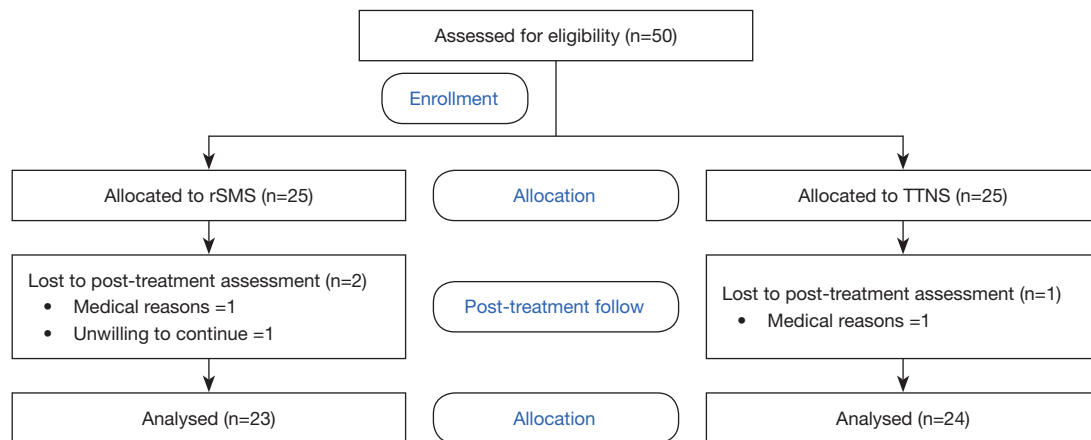 Assessed for eligibility (n=50)
Enrollment
Allocated to rSMS (n=25)
Allocation
Allocated to TTNS (n=25)
Lost to post-treatment assessment (n=2)
• Medical reasons =1
• Unwilling to continue =1
Post-treatment follow
Lost to post-treatment assessment (n=1)
• Medical reasons =1
Analysed (n=23)
Allocation
Analysed (n=24)